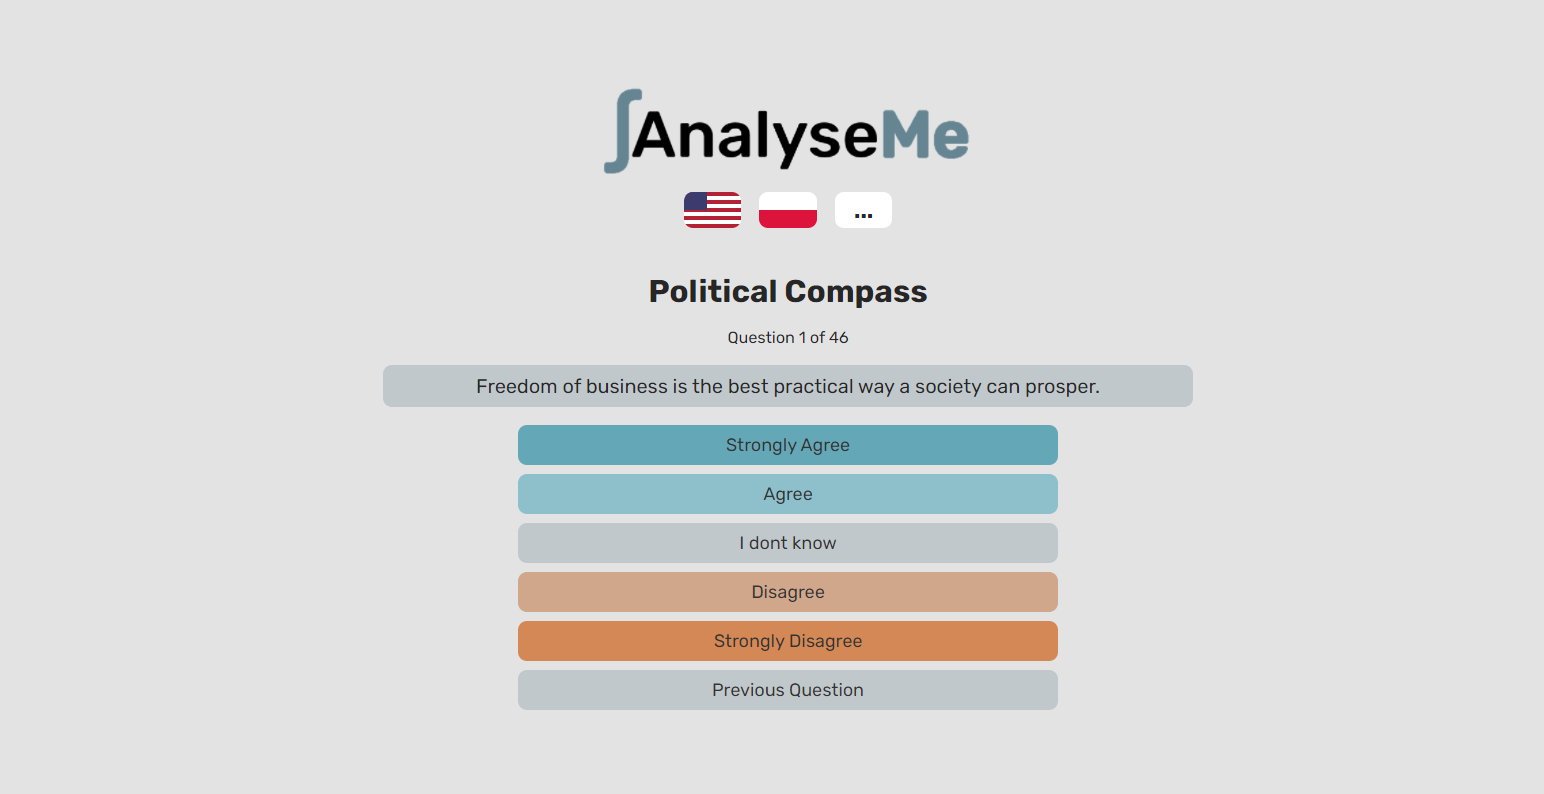 ∫AnalyseMe
...
Political Compass
Question 1 of 46
Freedom of business is the best practical way a society can prosper.
Strongly Agree
Agree
I dont know
Disagree
Strongly Disagree
Previous Question